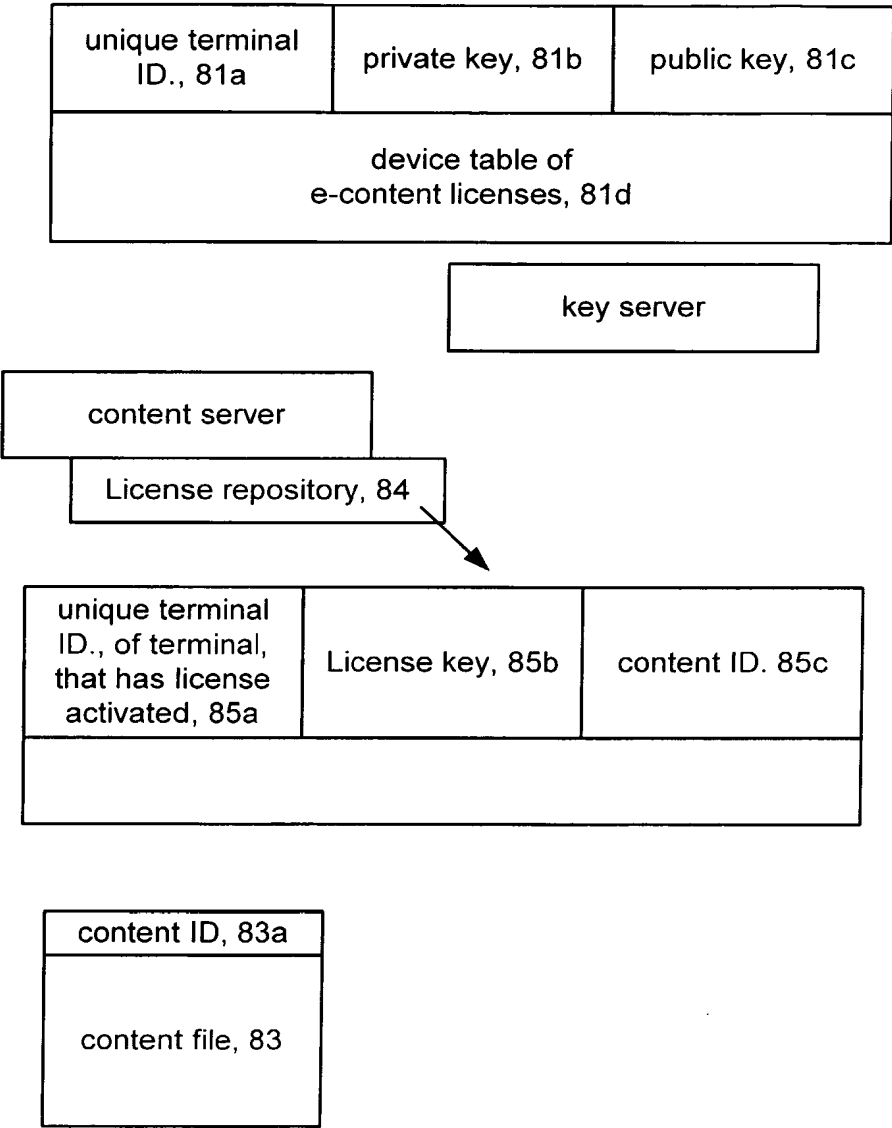 unique terminal
ID., 81a
private key, 81b
public key, 81c
device table of
e-content licenses, 81d
key server
content server
License repository, 84
unique terminal
ID., of terminal,
that has license
activated, 85a
License key, 85b
content ID. 85c
content ID, 83a
content file, 83